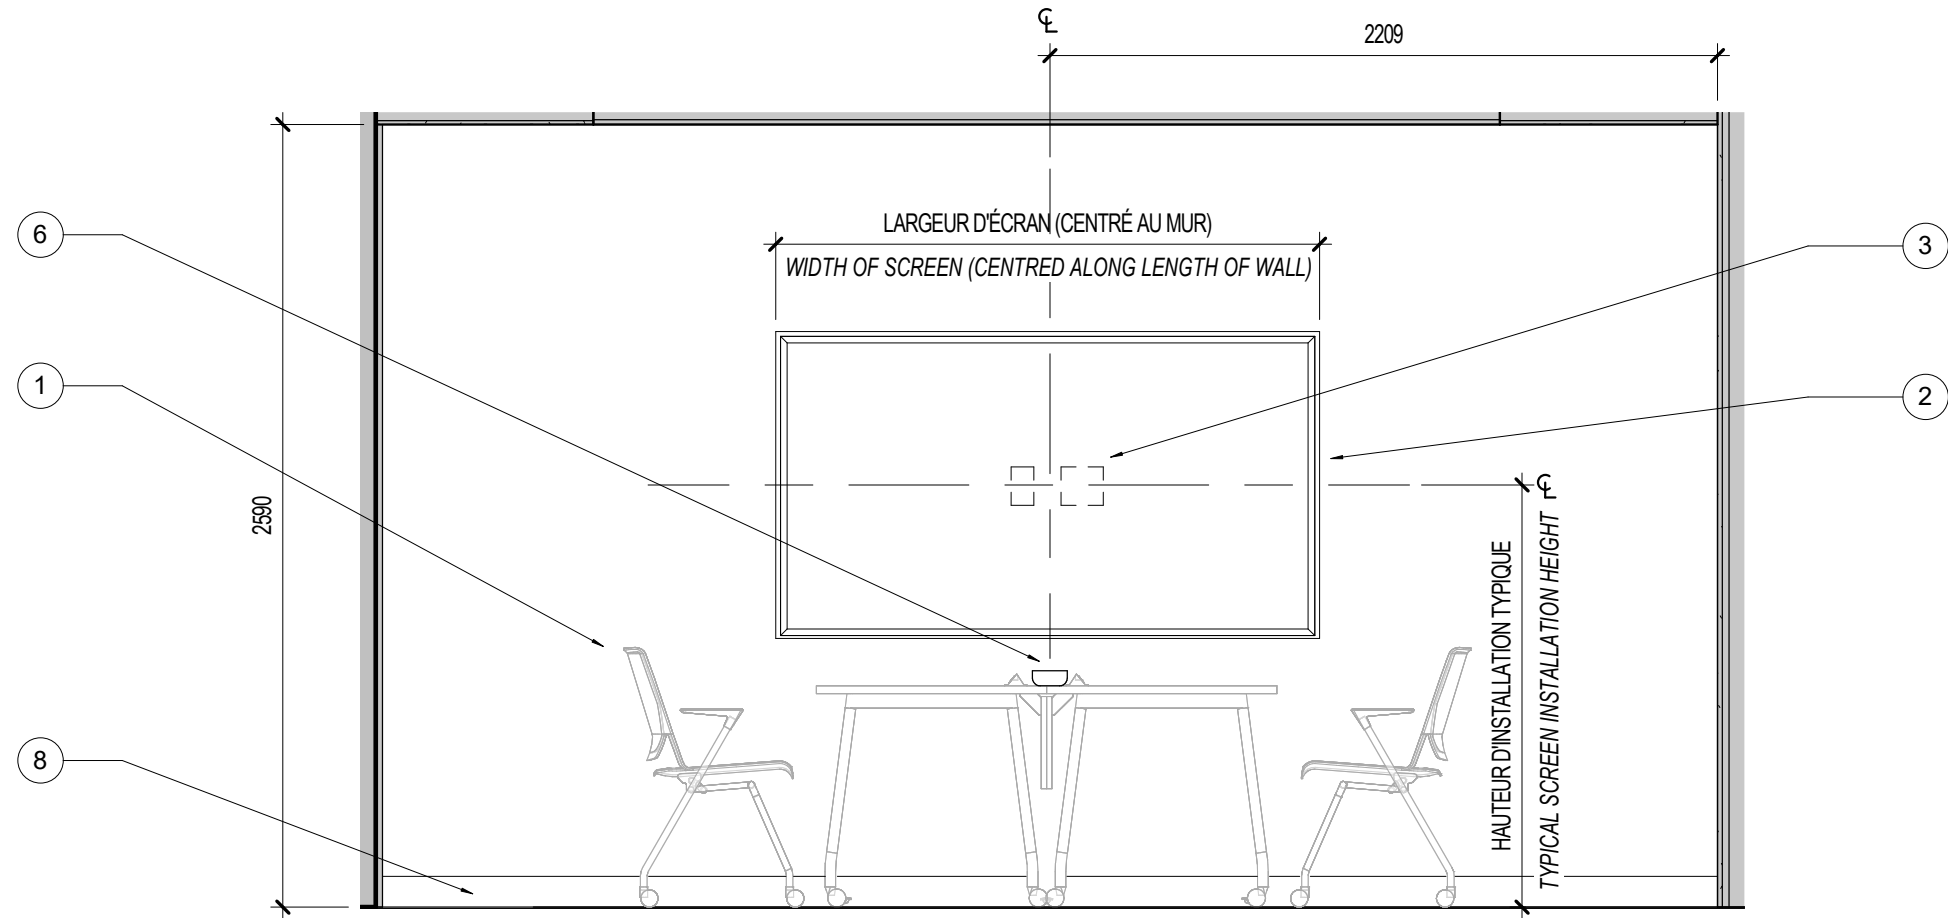 ℄
2209
LARGEUR D'ÉCRAN (CENTRÉ AU MUR)
WIDTH OF SCREEN (CENTRED ALONG LENGTH OF WALL)
6
3
1
2
℄
2590
HAUTEUR D'INSTALLATION TYPIQUE
TYPICAL SCREEN INSTALLATION HEIGHT
8